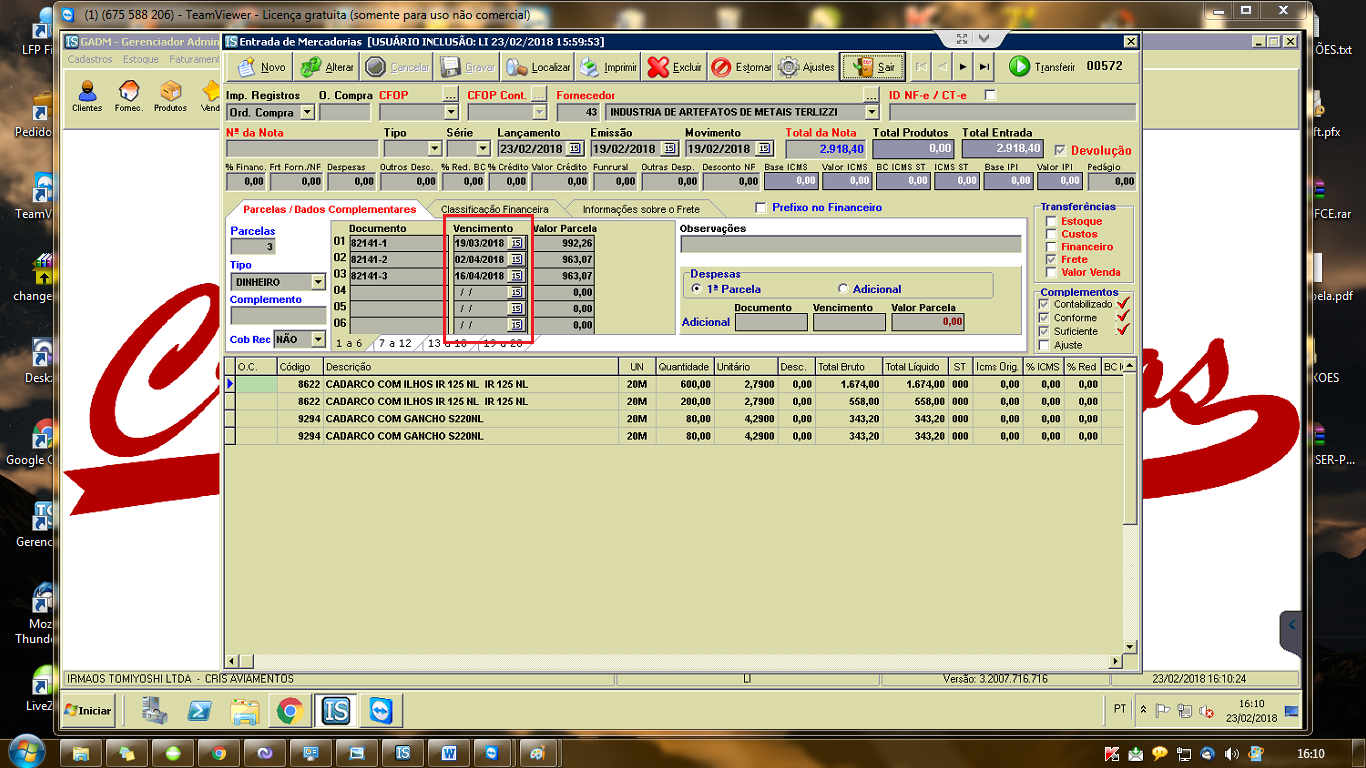 (1) (675 588 206) - TeamViewer - Licença gratuita (somente para uso não comercial)
LFP Fi
ÕES.txt
GADM - Gerenciador Admin
Entrada de Mercadorias [USUÁRIO INCLUSÃO: LI 23/02/2018 15:59:53]
Cadastros Estoque Faturament
Novo Alterar Cancelar Gravar Localizar Imprimir Excluir Estornar Ajustes Sair Transferir 00572
Clientes Fornec. Produtos Vend
Imp. Registros O. Compra CFOP ... CFOP Cont. ... Fornecedor ... ID NF-e / CT-e
Ord. Compra 43 INDUSTRIA DE ARTEFATOS DE METAIS TERLIZZI
Pedido
ft.pfx
Nº da Nota Tipo Série Lançamento Emissão Movimento Total da Nota Total Produtos Total Entrada
23/02/2018 15 19/02/2018 15 19/02/2018 15 2.918,40 0,00 2.918,40 Devolução
% Financ. Frt Forn./NF Despesas Outros Desc. % Red. BC % Crédito Valor Crédito Funrural Outras Desp. Desconto NF Base ICMS Valor ICMS BC ICMS ST ICMS ST Base IPI Valor IPI Pedágio
0,00 0,00 0,00 0,00 0,00 0,00 0,00 0,00 0,00 0,00 0,00 0,00 0,00 0,00 0,00 0,00 0,00
TeamV
FCE.rar
Parcelas / Dados Complementares Classificação Financeira Informações sobre o Frete Prefixo no Financeiro
Transferências
Estoque
Custos
Financeiro
Frete
Valor Venda
Parcelas
3
Tipo
DINHEIRO
Complemento
Cob Rec NÃO
Documento Vencimento Valor Parcela
01 82141-1 19/03/2018 15 992,26
02 82141-2 02/04/2018 15 963,07
03 82141-3 16/04/2018 15 963,07
04 / / 15 0,00
05 / / 15 0,00
06 / / 15 0,00
1 a 6 7 a 12 13 a 18 19 a 20
Observações
Despesas
1ª Parcela Adicional
Documento Vencimento Valor Parcela
Adicional 0,00
Complementos
Contabilizado
Conforme
Suficiente
Ajuste
change
bela.pdf
O.C. Código Descrição UN Quantidade Unitário Desc. Total Bruto Total Líquido ST Icms Orig. % ICMS % Red
8622 CADARCO COM ILHOS IR 125 NL IR 125 NL 20M 600,00 2,7900 0,00 1.674,00 1.674,00 000 0,00 0,00 0,00
8622 CADARCO COM ILHOS IR 125 NL IR 125 NL 20M 200,00 2,7900 0,00 558,00 558,00 000 0,00 0,00 0,00
9294 CADARCO COM GANCHO S220NL 20M 80,00 4,2900 0,00 343,20 343,20 000 0,00 0,00 0,00
9294 CADARCO COM GANCHO S220NL 20M 80,00 4,2900 0,00 343,20 343,20 000 0,00 0,00 0,00
Deska
XOES
Google C
SER-P...
Gerenc
Moz
Thunde
LiveZ
IRMAOS TOMIYOSHI LTDA - CRIS AVIAMENTOS LI Versão: 3.2007.716.716 23/02/2018 16:10:24
Iniciar PT 16:10
23/02/2018
16:10